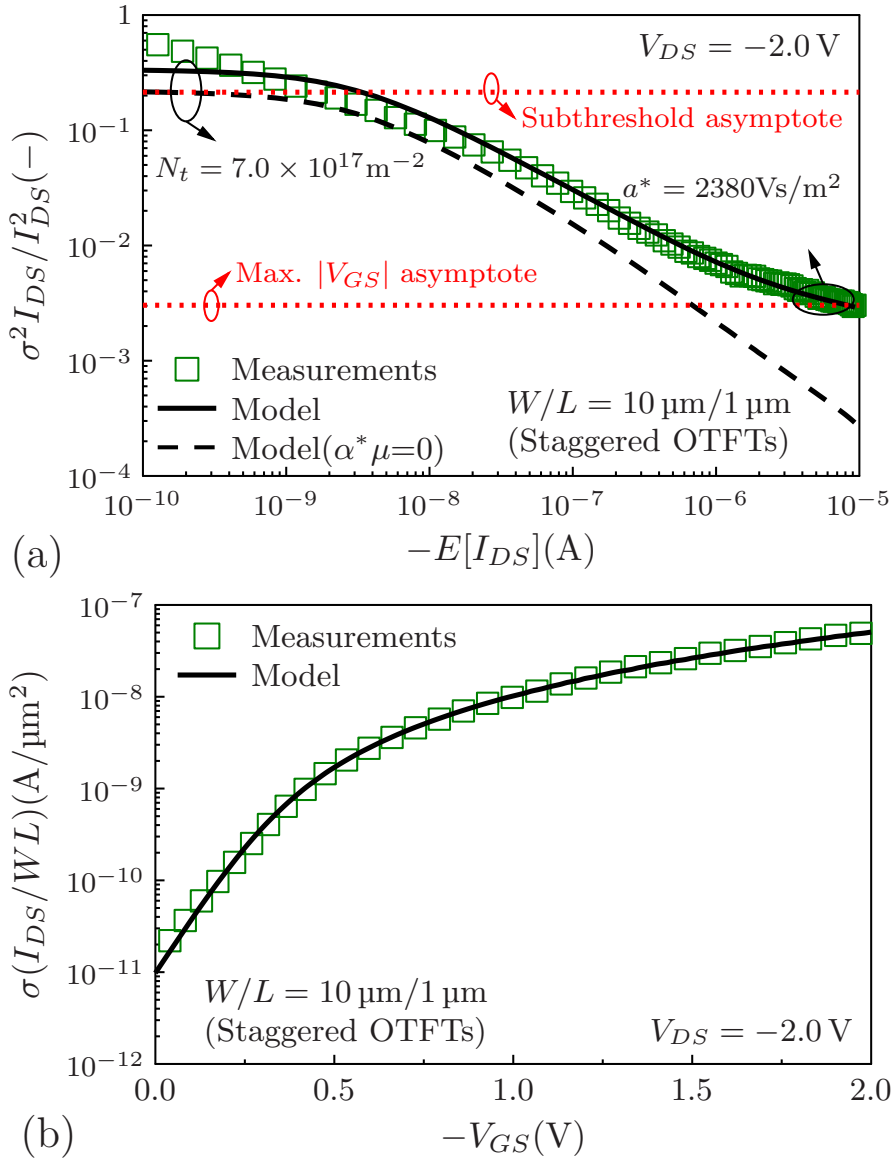 1
10⁻¹
10⁻²
10⁻³
10⁻⁴
σ²I_DS/I²_DS(−)
V_DS = −2.0 V
Subthreshold asymptote
N_t = 7.0 × 10¹⁷m⁻²
a* = 2380Vs/m²
Max. |V_GS| asymptote
Measurements
Model
Model(α*μ=0)
W/L = 10 µm/1 µm
(Staggered OTFTs)
10⁻¹⁰ 10⁻⁹ 10⁻⁸ 10⁻⁷ 10⁻⁶ 10⁻⁵
−E[I_DS](A)
(a)
10⁻⁷
10⁻⁸
10⁻⁹
10⁻¹⁰
10⁻¹¹
10⁻¹²
σ(I_DS/WL)(A/µm²)
Measurements
Model
W/L = 10 µm/1 µm
(Staggered OTFTs)
V_DS = −2.0 V
0.0 0.5 1.0 1.5 2.0
−V_GS(V)
(b)